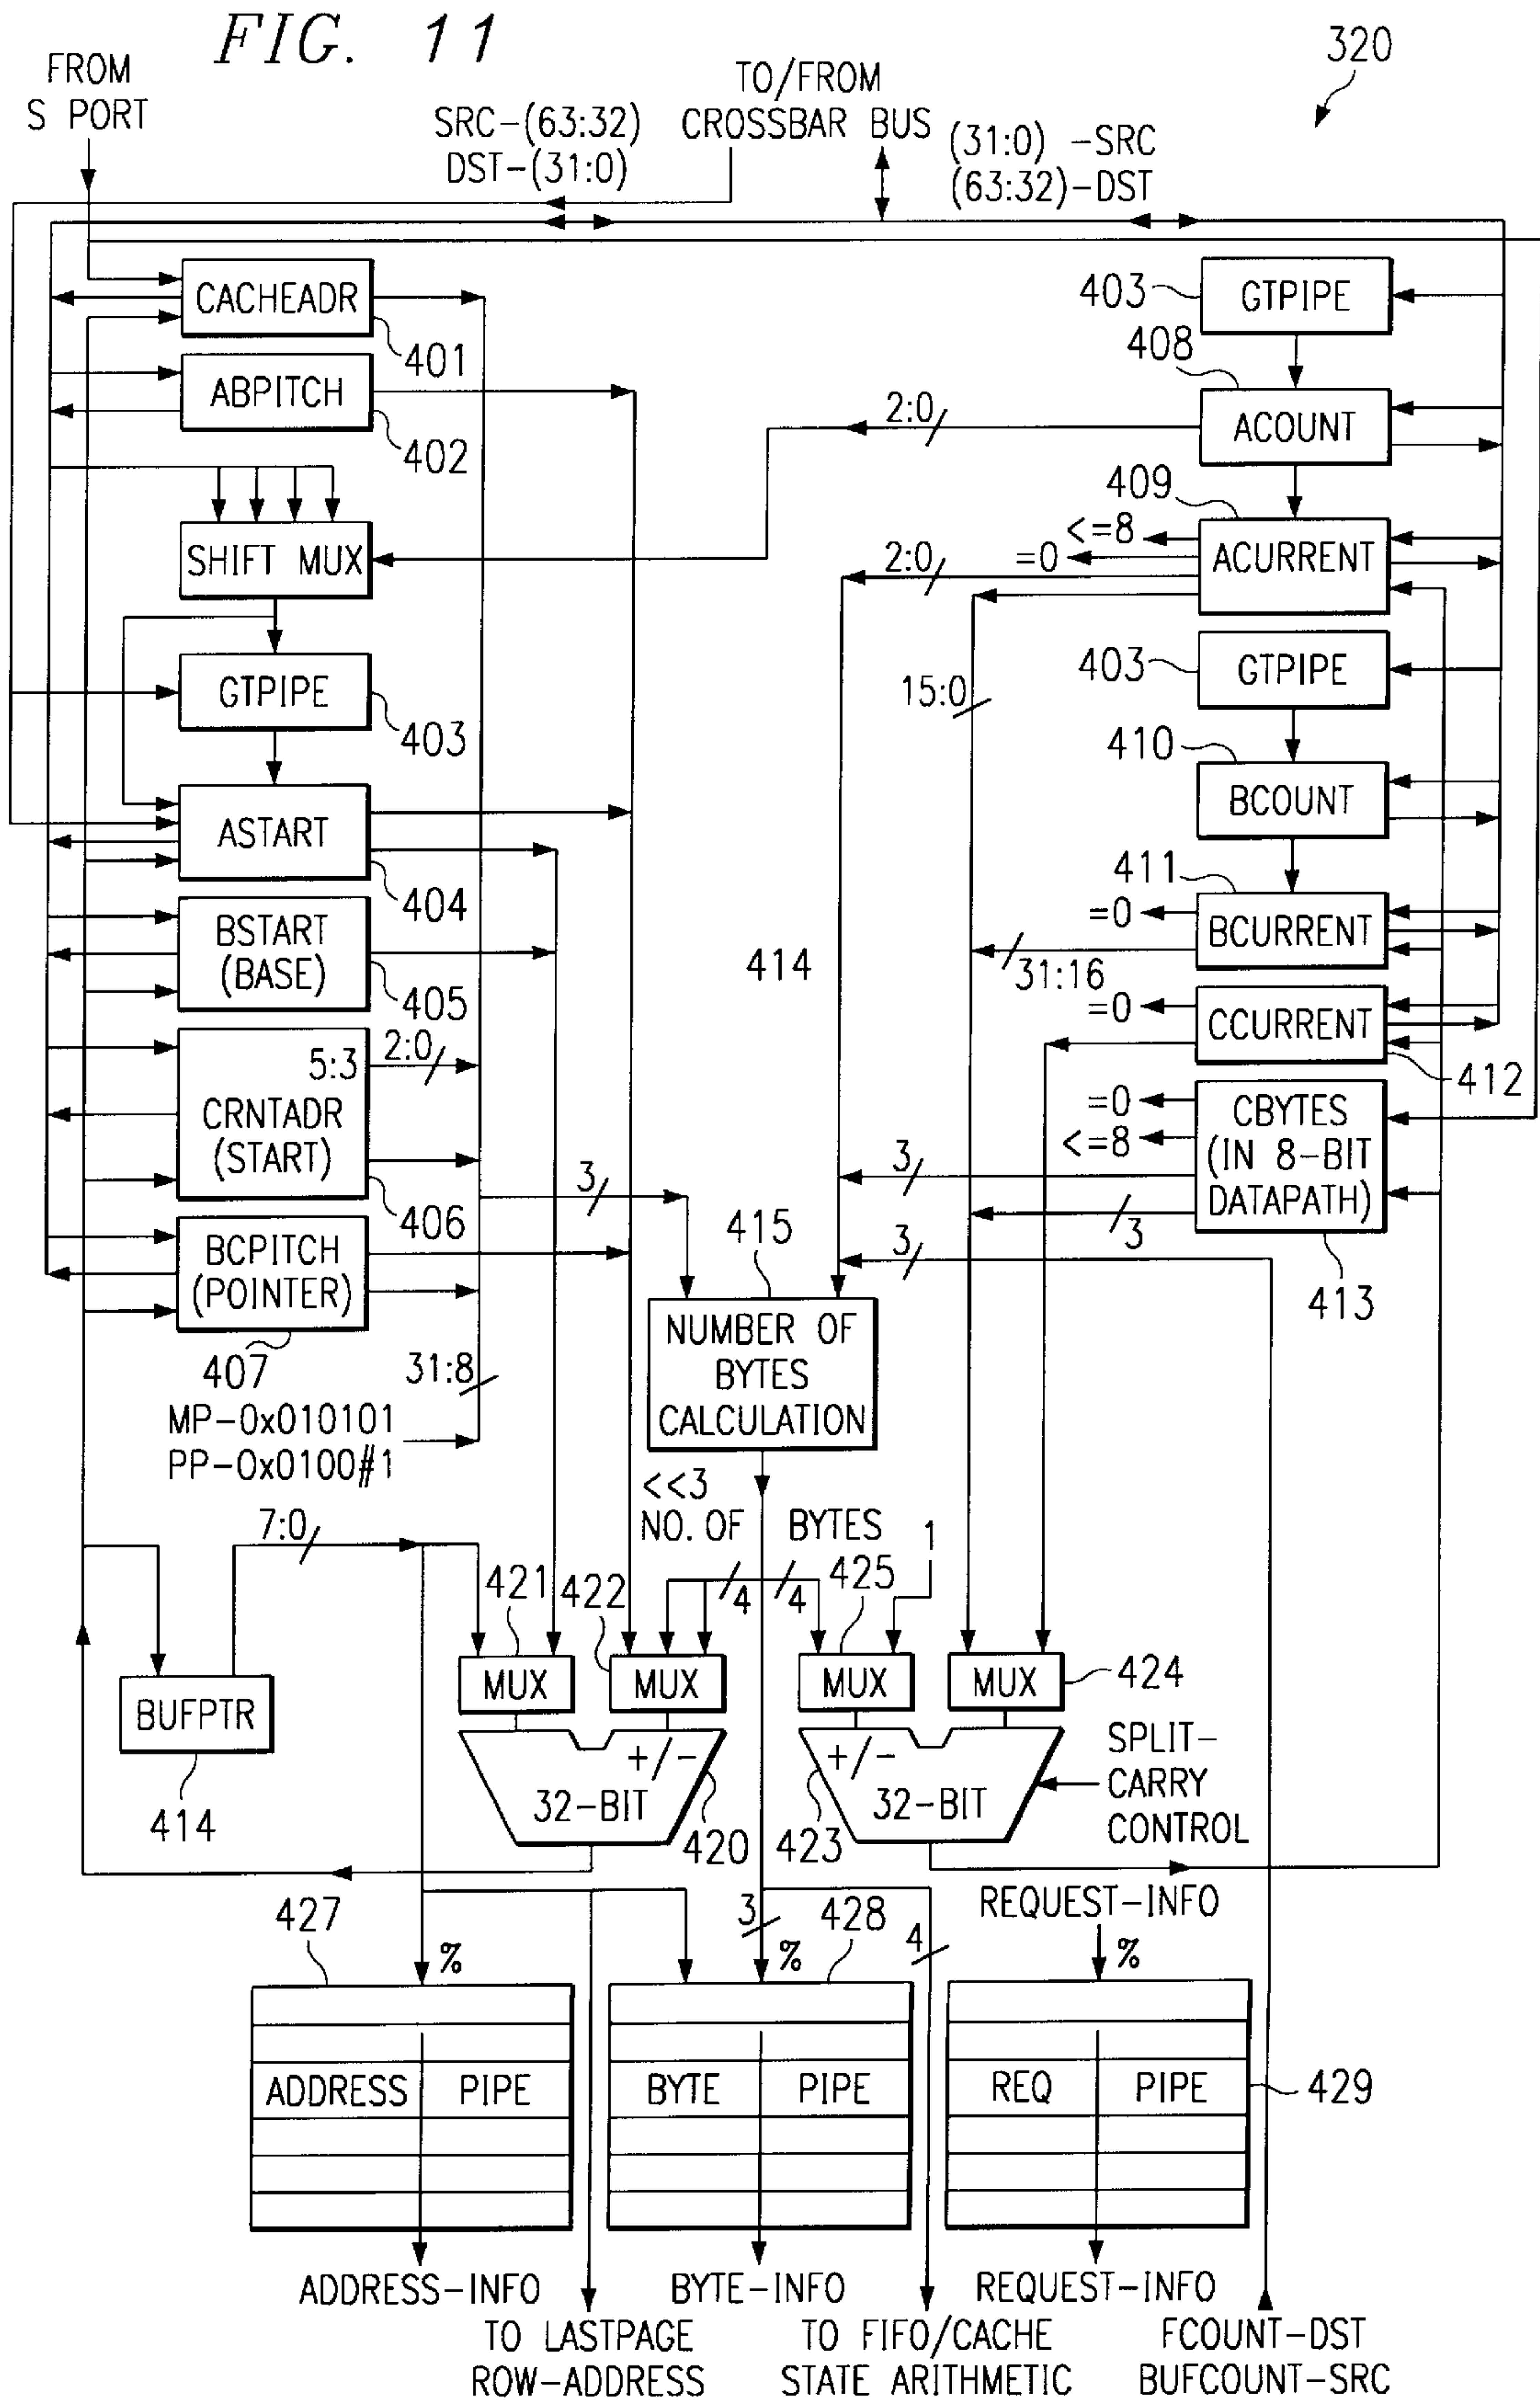 FIG. 11
320
FROM
S PORT
SRC-(63:32)
DST-(31:0)
TO/FROM
CROSSBAR BUS
(31:0) -SRC
(63:32)-DST
CACHEADR
401
ABPITCH
402
SHIFT MUX
GTPIPE
403
ASTART
404
BSTART
(BASE)
405
5:3
2:0
CRNTADR
(START)
406
BCPITCH
(POINTER)
407
31:8
MP-0x010101
PP-0x0100#1
403
GTPIPE
408
2:0
ACOUNT
409
<=8
=0
2:0
ACURRENT
15:0
403
GTPIPE
410
BCOUNT
411
=0
BCURRENT
414
31:16
=0
CCURRENT
412
=0
<=8
CBYTES
(IN 8-BIT
DATAPATH)
3
3
3
3
413
415
NUMBER OF
BYTES
CALCULATION
<<3
NO. OF BYTES
7:0
421
422
4
4
425
1
MUX
MUX
MUX
MUX
424
BUFPTR
414
+/-
32-BIT
420
+/-
32-BIT
423
SPLIT-
CARRY
CONTROL
427
%
3
428
%
4
REQUEST-INFO
%
ADDRESS PIPE
BYTE PIPE
REQ PIPE
429
ADDRESS-INFO
BYTE-INFO
REQUEST-INFO
TO LASTPAGE
ROW-ADDRESS
TO FIFO/CACHE
STATE ARITHMETIC
FCOUNT-DST
BUFCOUNT-SRC